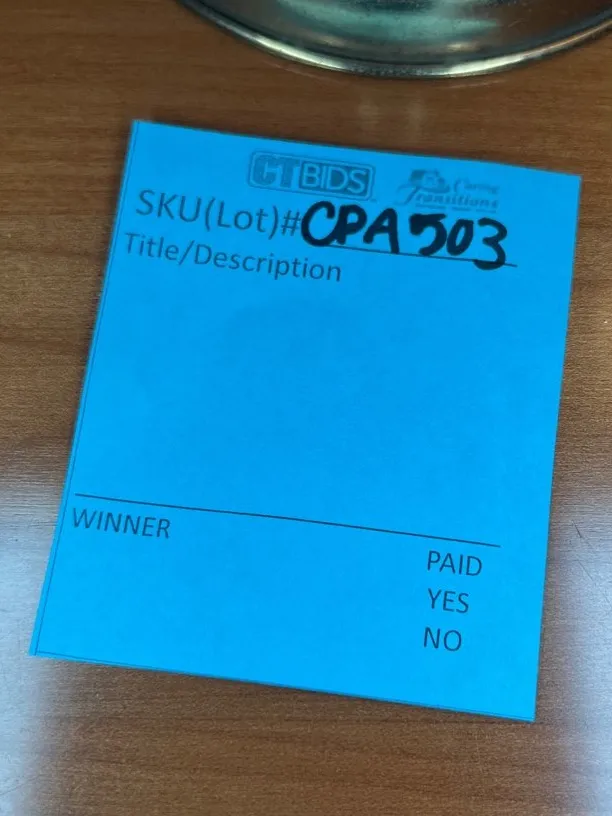 CTBIDS Caring Transitions
SKU(Lot)# CPA503
Title/Description
WINNER
PAID
YES
NO